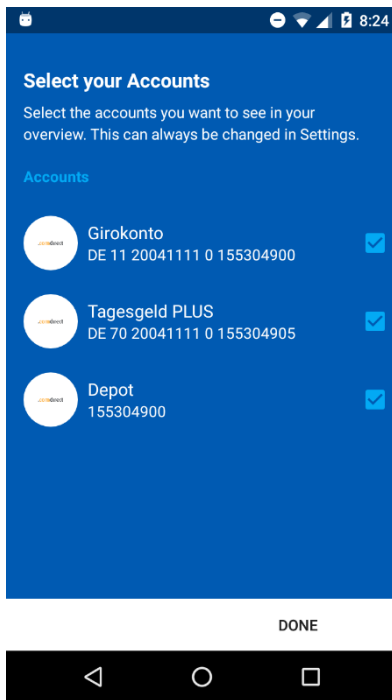 8:24
Select your Accounts
Select the accounts you want to see in your
overview. This can always be changed in Settings.
Accounts
Girokonto
DE 11 20041111 0 155304900
Tagesgeld PLUS
DE 70 20041111 0 155304905
Depot
155304900
DONE